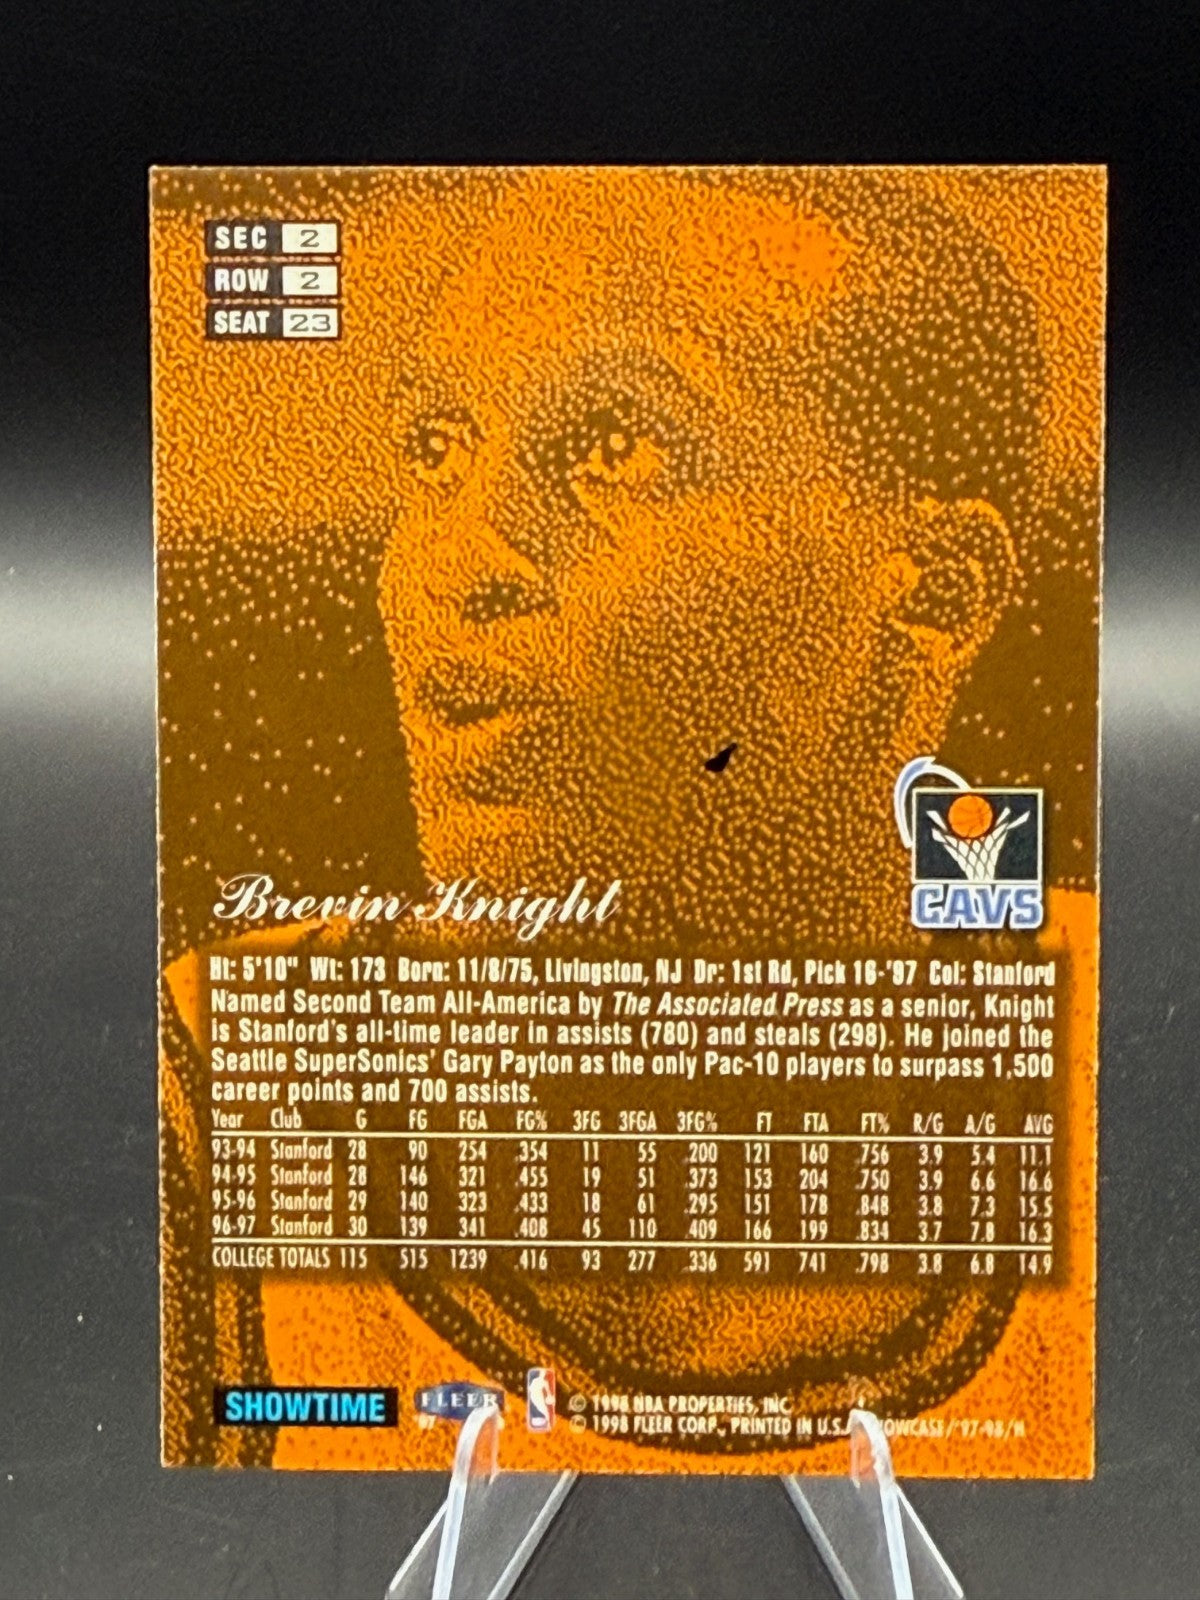 SEC 2
ROW 2
SEAT 23
CAVS
Brevin Knight
Ht: 5'10" Wt: 173 Born: 11/8/75, Livingston, NJ Dr: 1st Rd, Pick 16-'97 Col: Stanford
Named Second Team All-America by The Associated Press as a senior, Knight
is Stanford's all-time leader in assists (780) and steals (298). He joined the
Seattle SuperSonics' Gary Payton as the only Pac-10 players to surpass 1,500
career points and 700 assists.
Year Club G FG FGA FG% 3FG 3FGA 3FG% FT FTA FT% R/G A/G AVG
93-94 Stanford 28 90 254 .354 11 55 .200 121 160 .756 3.9 5.4 11.1
94-95 Stanford 28 146 321 .455 19 51 .373 153 204 .750 3.9 6.6 16.6
95-96 Stanford 29 140 323 .433 18 61 .295 151 178 .848 3.8 7.3 15.5
96-97 Stanford 30 139 341 .408 45 110 .409 166 199 .834 3.7 7.8 16.3
COLLEGE TOTALS 115 515 1239 .416 93 277 .336 591 741 .798 3.8 6.8 14.9
SHOWTIME FLEER © 1998 NBA PROPERTIES, INC.
© 1998 FLEER CORP., PRINTED IN U.S.A. /'97-98/H